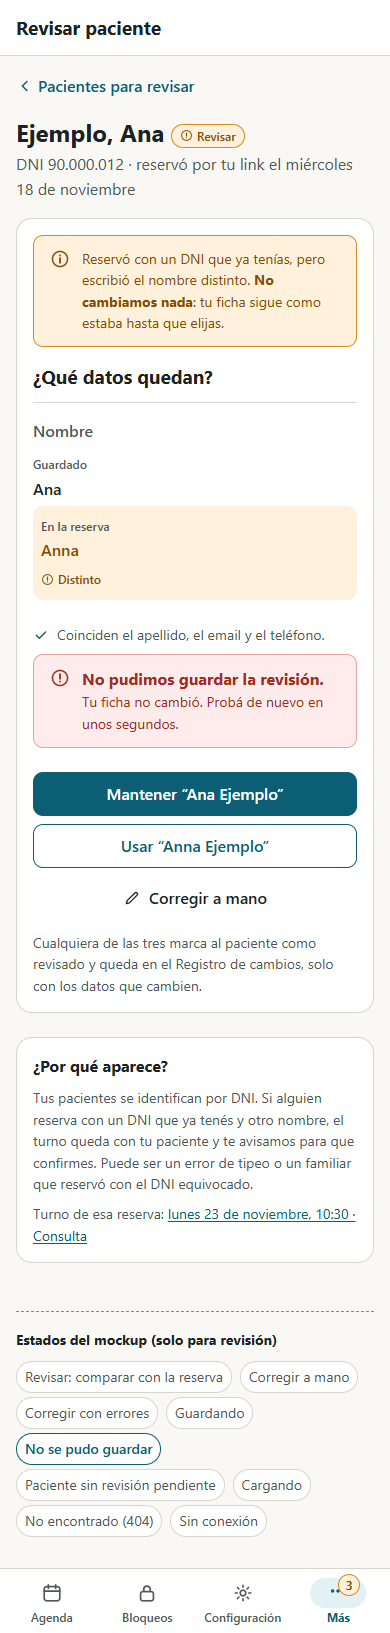 Revisar paciente
Pacientes para revisar
Ejemplo, Ana Revisar
DNI 90.000.012 · reservó por tu link el miércoles
18 de noviembre
Reservó con un DNI que ya tenías, pero
escribió el nombre distinto. No
cambiamos nada: tu ficha sigue como
estaba hasta que elijas.
¿Qué datos quedan?
Nombre
Guardado
Ana
En la reserva
Anna
Distinto
Coinciden el apellido, el email y el teléfono.
No pudimos guardar la revisión.
Tu ficha no cambió. Probá de nuevo en
unos segundos.
Mantener “Ana Ejemplo”
Usar “Anna Ejemplo”
Corregir a mano
Cualquiera de las tres marca al paciente como
revisado y queda en el Registro de cambios, solo
con los datos que cambien.
¿Por qué aparece?
Tus pacientes se identifican por DNI. Si alguien
reserva con un DNI que ya tenés y otro nombre, el
turno queda con tu paciente y te avisamos para que
confirmes. Puede ser un error de tipeo o un familiar
que reservó con el DNI equivocado.
Turno de esa reserva: lunes 23 de noviembre, 10:30 ·
Consulta
Estados del mockup (solo para revisión)
Revisar: comparar con la reserva Corregir a mano
Corregir con errores Guardando
No se pudo guardar
Paciente sin revisión pendiente Cargando
No encontrado (404) Sin conexión
3
Agenda Bloqueos Configuración Más